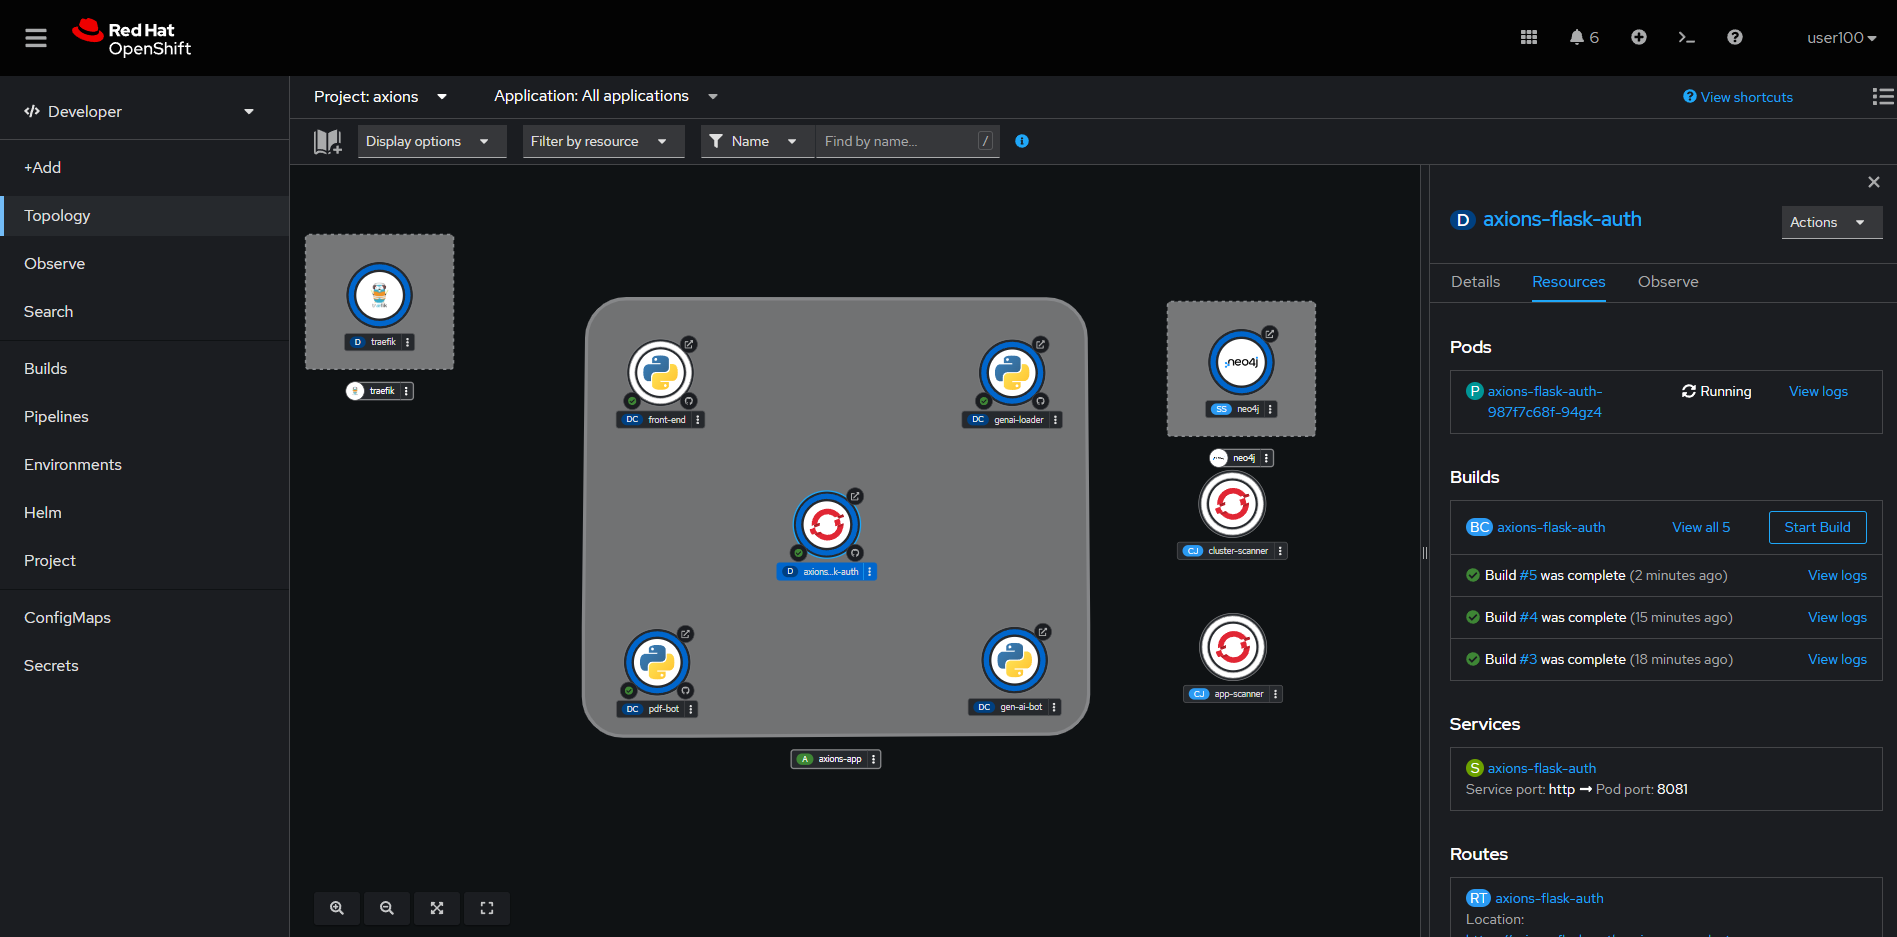 Red Hat
OpenShift
6
user100
Developer
+Add
Topology
Observe
Search
Builds
Pipelines
Environments
Helm
Project
ConfigMaps
Secrets
Project: axions
Application: All applications
View shortcuts
Display options
Filter by resource
Name
Find by name...
/
D traefik
traefik
DC front-end
DC genai-loader
D axions...k-auth
DC pdf-bot
DC gen-ai-bot
A axions-app
neo4j
SS neo4j
neo4j
CJ cluster-scanner
CJ app-scanner
D axions-flask-auth
Actions
Details
Resources
Observe
Pods
P axions-flask-auth-
987f7c68f-94gz4
Running
View logs
Builds
BC axions-flask-auth
View all 5
Start Build
Build #5 was complete (2 minutes ago)
View logs
Build #4 was complete (15 minutes ago)
View logs
Build #3 was complete (18 minutes ago)
View logs
Services
S axions-flask-auth
Service port: http → Pod port: 8081
Routes
RT axions-flask-auth
Location: